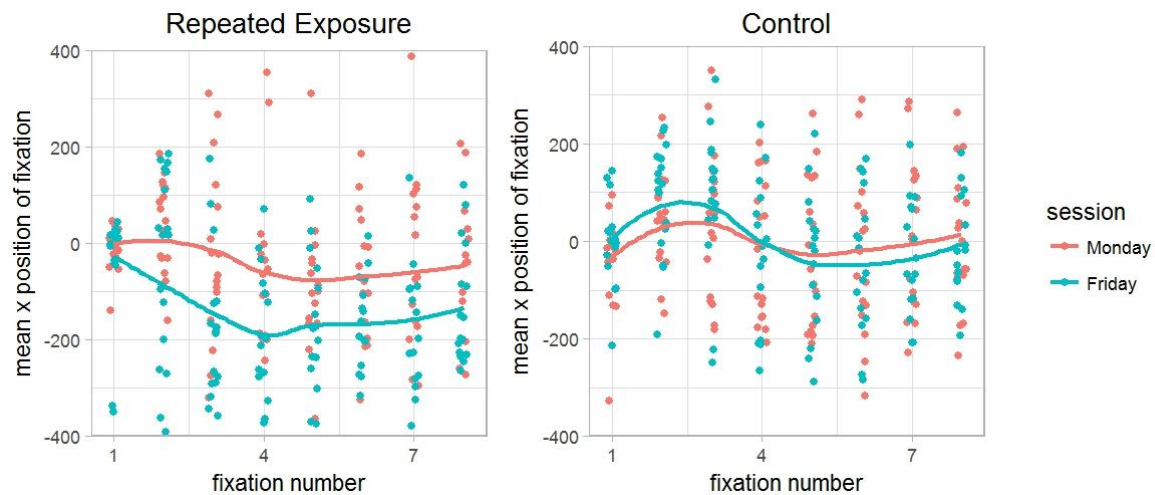 Repeated Exposure
400
200
0
-200
-400
1
4
7
mean x position of fixation
fixation number
Control
400
200
0
-200
-400
1
4
7
mean x position of fixation
fixation number
session
Monday
Friday